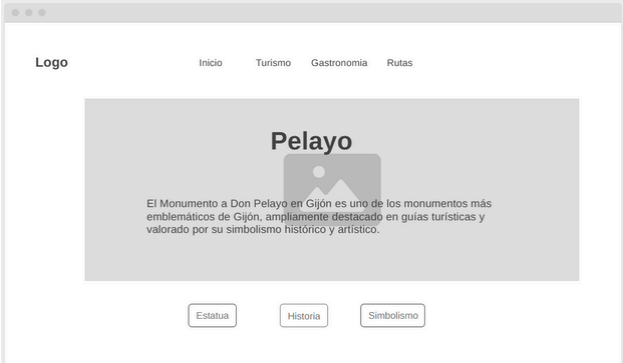 Logo
Inicio Turismo Gastronomia Rutas
Pelayo
El Monumento a Don Pelayo en Gijón es uno de los monumentos más
emblemáticos de Gijón, ampliamente destacado en guías turísticas y
valorado por su simbolismo histórico y artístico.
Estatua Historia Simbolismo